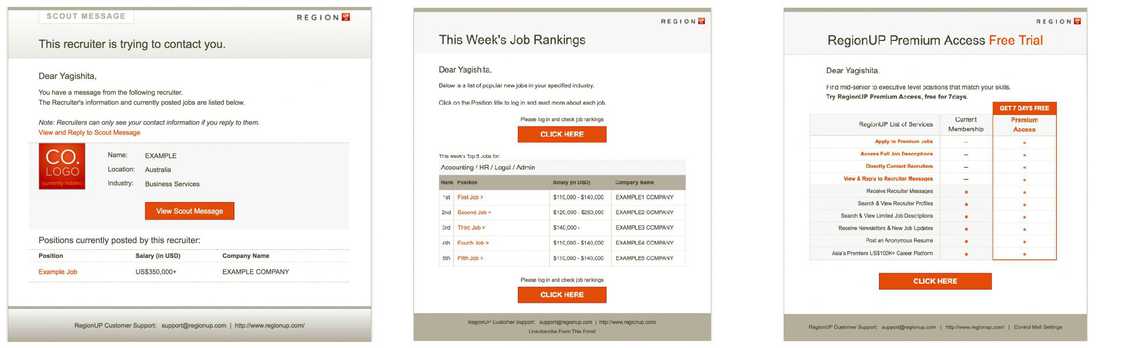 SCOUT MESSAGE
REGION UP
This recruiter is trying to contact you.
Dear Yagishita,
You have a message from the following recruiter.
The Recruiter's information and currently posted jobs are listed below.
Note: Recruiters can only see your contact information if you reply to them.
View and Reply to Scout Message
CO.
LOGO
currently hidden
Name: EXAMPLE
Location: Australia
Industry: Business Services
View Scout Message
Positions currently posted by this recruiter:
Position Salary (in USD) Company Name
Example Job US$350,000+ EXAMPLE COMPANY
RegionUP Customer Support: support@regionup.com | http://www.regionup.com/
REGION UP
This Week's Job Rankings
Dear Yagishita,
Below is a list of popular new jobs in your specified industry.
Click on the Position title to log in and read more about each job.
Please log in and check job rankings
CLICK HERE
This Week's Top 5 Jobs for:
Accounting / HR / Legal / Admin
Rank Position Salary (in USD) Company Name
1st First Job > $110,000 - $140,000 EXAMPLE1 COMPANY
2nd Second Job > EXAMPLE2 COMPANY
3rd Third Job > $140,000 - EXAMPLE3 COMPANY
4th Fourth Job > $110,000 - $140,000 EXAMPLE4 COMPANY
5th Fifth Job > $110,000 - $140,000 EXAMPLE5 COMPANY
Please log in and check job rankings
CLICK HERE
RegionUP Customer Support: support@regionup.com | http://www.regionup.com
Unsubscribe From This Email
REGION UP
RegionUP Premium Access Free Trial
Dear Yagishita,
Find mid-senior to executive level positions that match your skills.
Try RegionUP Premium Access, free for 7days.
GET 7 DAYS FREE
RegionUP List of Services
Current Membership
Premium Access
Apply to Premium Jobs
Access Full Job Descriptions
Directly Contact Recruiters
View & Reply to Recruiter Messages
Receive Recruiter Messages
Search & View Recruiter Profiles
Search & View Limited Job Descriptions
Receive Newsletters & New Job Updates
Post an Anonymous Resume
Asia's Premiere US$100K+ Career Platform
CLICK HERE
RegionUP Customer Support: support@regionup.com | http://www.regionup.com/ | Control Mail Settings